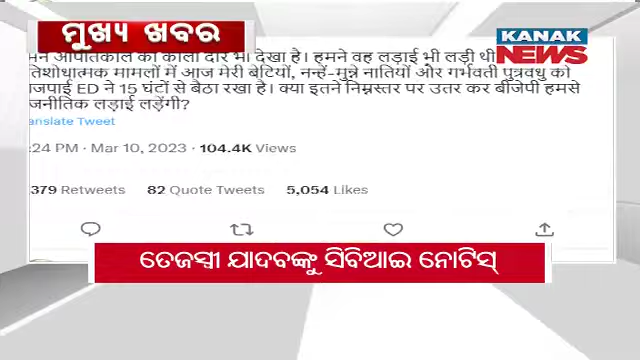 ମୁଖ୍ୟ ଖବର
KANAK
NEWS
आपातकाल का काला दौर भी देखा है। हमने वह लड़ाई भी लड़ी थी
मामलों में आज मेरी बेटियों, नन्हें-मुन्ने नातियों और गर्भवती पुत्रवधु को
ED ने 15 घंटों से बैठा रखा है। क्या इतने निम्नस्तर पर उतर कर बीजेपी हमसे
लड़ाई लड़ेंगी?
anslate Tweet
:24 PM · Mar 10, 2023 · 104.4K Views
379 Retweets 82 Quote Tweets 5,054 Likes
ତେଜସ୍ୱୀ ଯାଦବଙ୍କୁ ସିବିଆଇ ନୋଟିସ୍